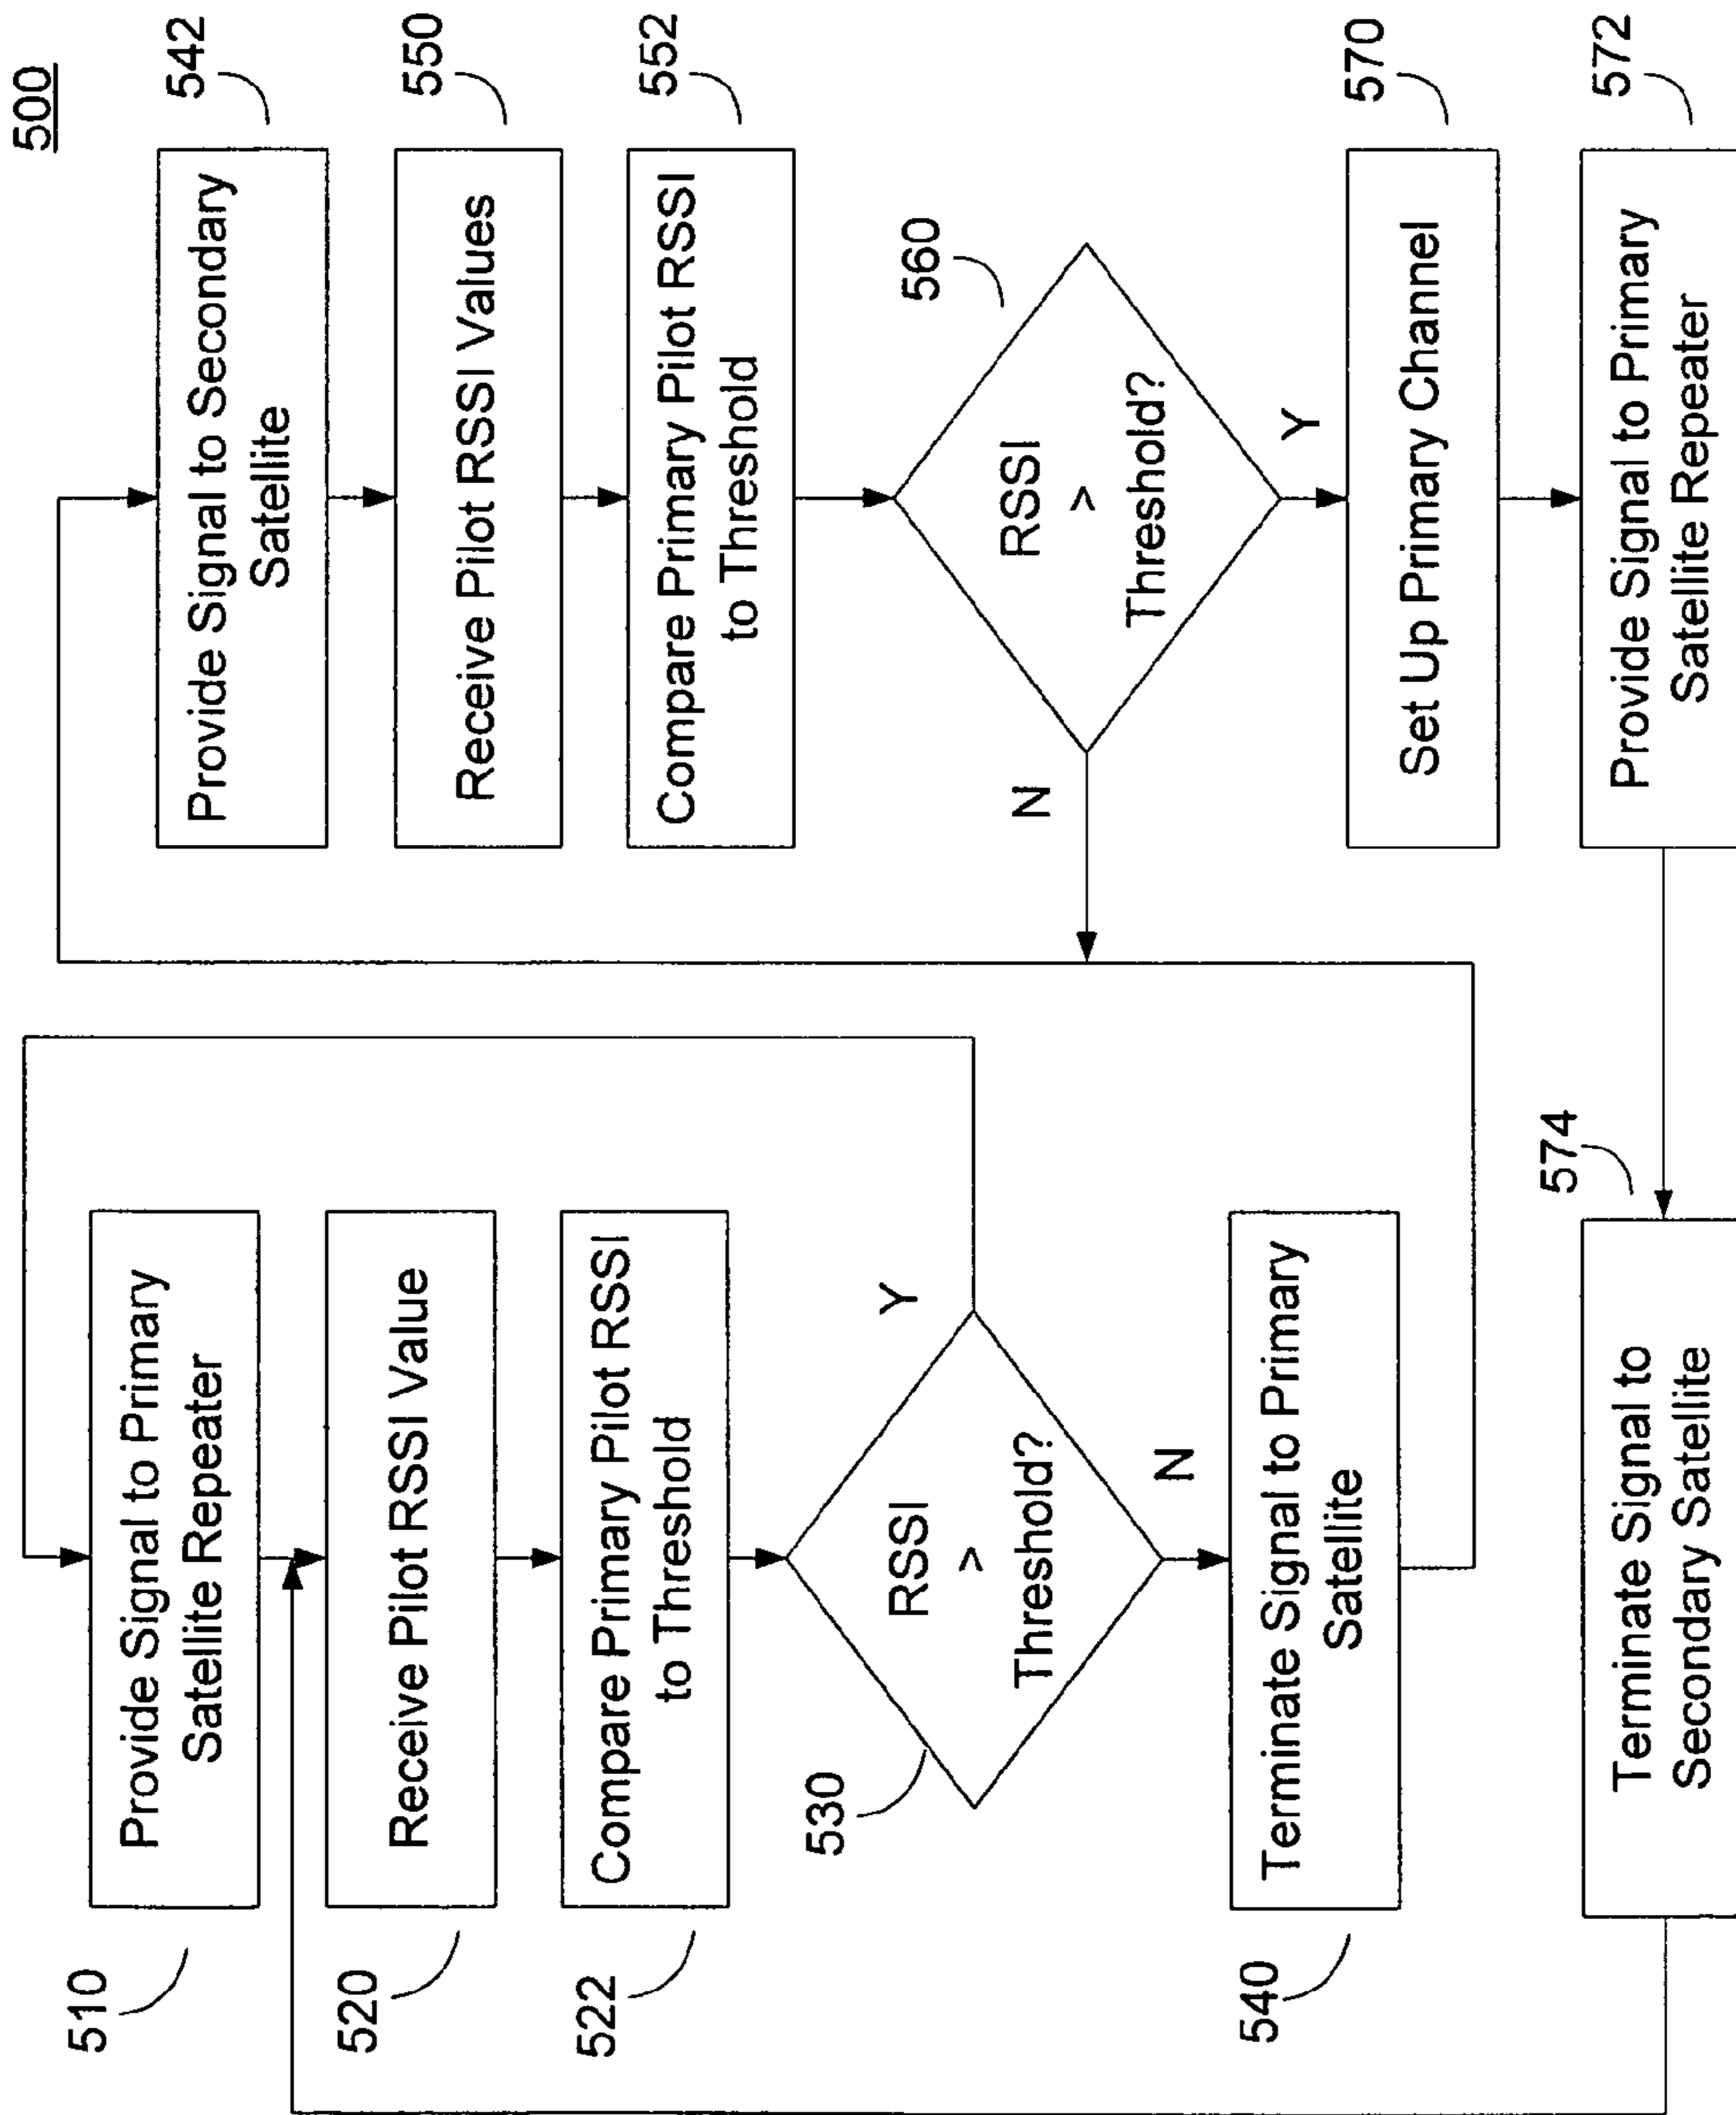 500
510
Provide Signal to Primary
Satellite Repeater
520
Receive Pilot RSSI Value
522
Compare Primary Pilot RSSI
to Threshold
530
RSSI
>
Threshold?
Y
N
540
Terminate Signal to Primary
Satellite
542
Provide Signal to Secondary
Satellite
550
Receive Pilot RSSI Values
552
Compare Primary Pilot RSSI
to Threshold
560
RSSI
>
Threshold?
N
Y
570
Set Up Primary Channel
572
Provide Signal to Primary
Satellite Repeater
574
Terminate Signal to
Secondary Satellite